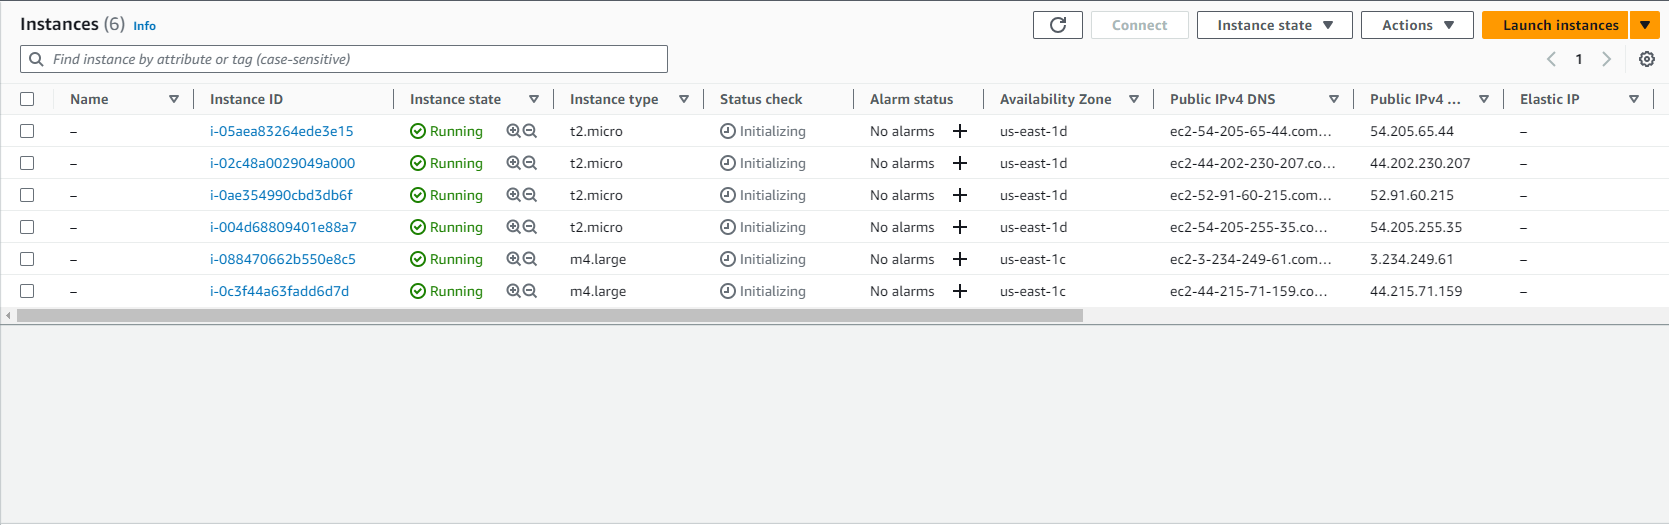 Instances (6) Info
Connect Instance state Actions Launch instances
Find instance by attribute or tag (case-sensitive) 1
Name Instance ID Instance state Instance type Status check Alarm status Availability Zone Public IPv4 DNS Public IPv4 ... Elastic IP
– i-05aea83264ede3e15 Running t2.micro Initializing No alarms us-east-1d ec2-54-205-65-44.com... 54.205.65.44 –
– i-02c48a0029049a000 Running t2.micro Initializing No alarms us-east-1d ec2-44-202-230-207.co... 44.202.230.207 –
– i-0ae354990cbd3db6f Running t2.micro Initializing No alarms us-east-1d ec2-52-91-60-215.com... 52.91.60.215 –
– i-004d68809401e88a7 Running t2.micro Initializing No alarms us-east-1d ec2-54-205-255-35.co... 54.205.255.35 –
– i-088470662b550e8c5 Running m4.large Initializing No alarms us-east-1c ec2-3-234-249-61.com... 3.234.249.61 –
– i-0c3f44a63fadd6d7d Running m4.large Initializing No alarms us-east-1c ec2-44-215-71-159.co... 44.215.71.159 –